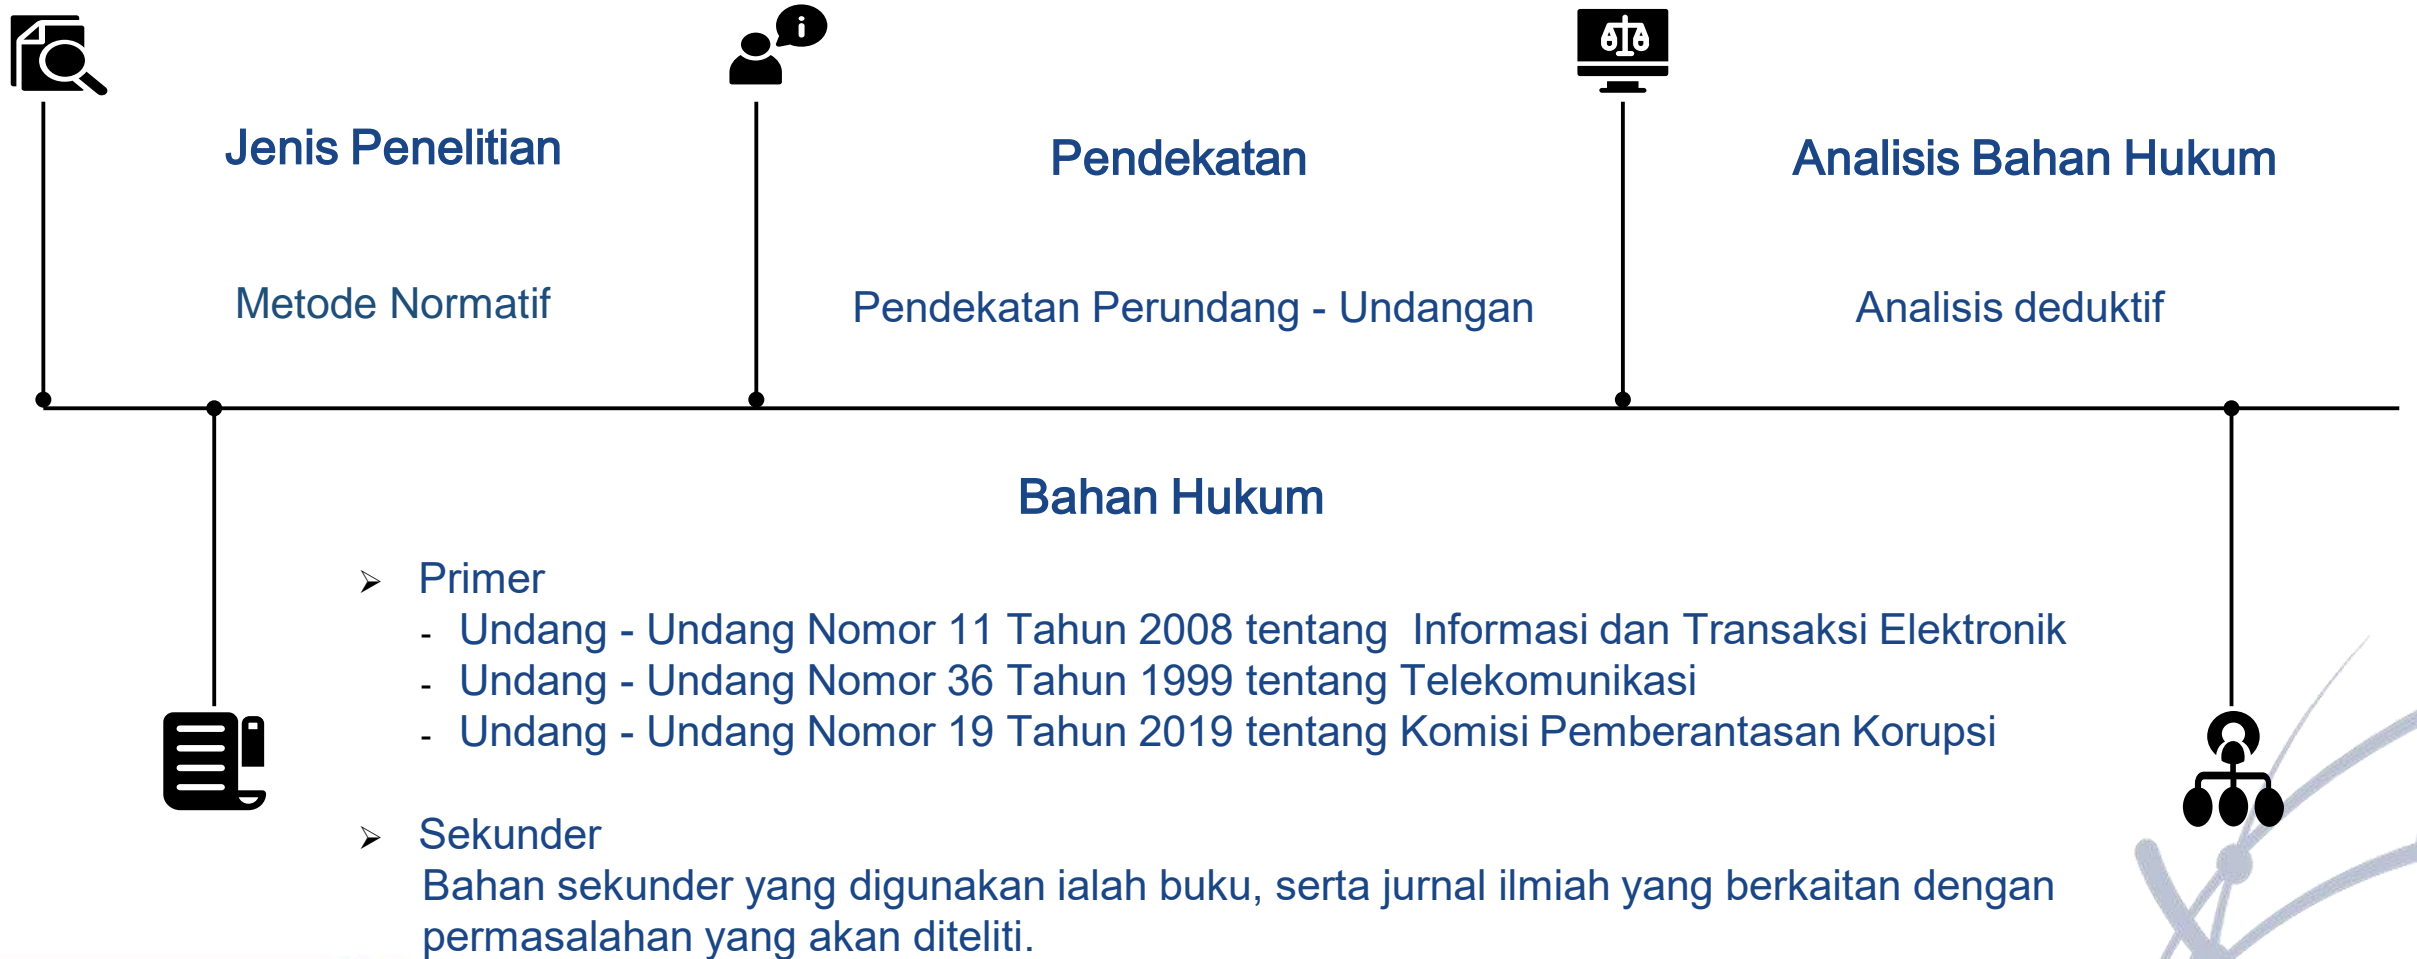 Jenis Penelitian
Metode Normatif
Pendekatan
Pendekatan Perundang - Undangan
Analisis Bahan Hukum
Analisis deduktif
Bahan Hukum
➢ Primer
- Undang - Undang Nomor 11 Tahun 2008 tentang Informasi dan Transaksi Elektronik
- Undang - Undang Nomor 36 Tahun 1999 tentang Telekomunikasi
- Undang - Undang Nomor 19 Tahun 2019 tentang Komisi Pemberantasan Korupsi
➢ Sekunder
Bahan sekunder yang digunakan ialah buku, serta jurnal ilmiah yang berkaitan dengan
permasalahan yang akan diteliti.